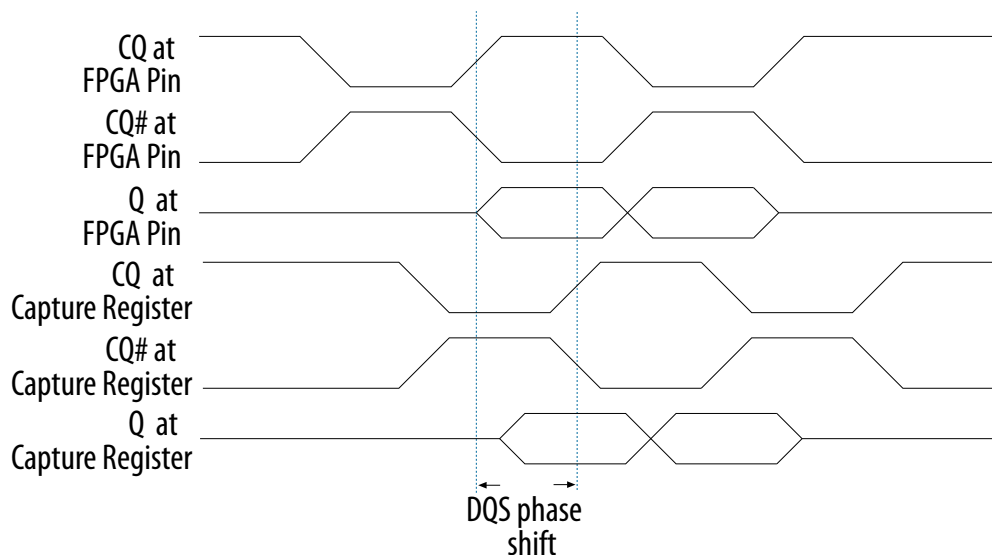 CQ at
FPGA Pin
CQ# at
FPGA Pin
Q at
FPGA Pin
CQ at
Capture Register
CQ# at
Capture Register
Q at
Capture Register
DQS phase
shift